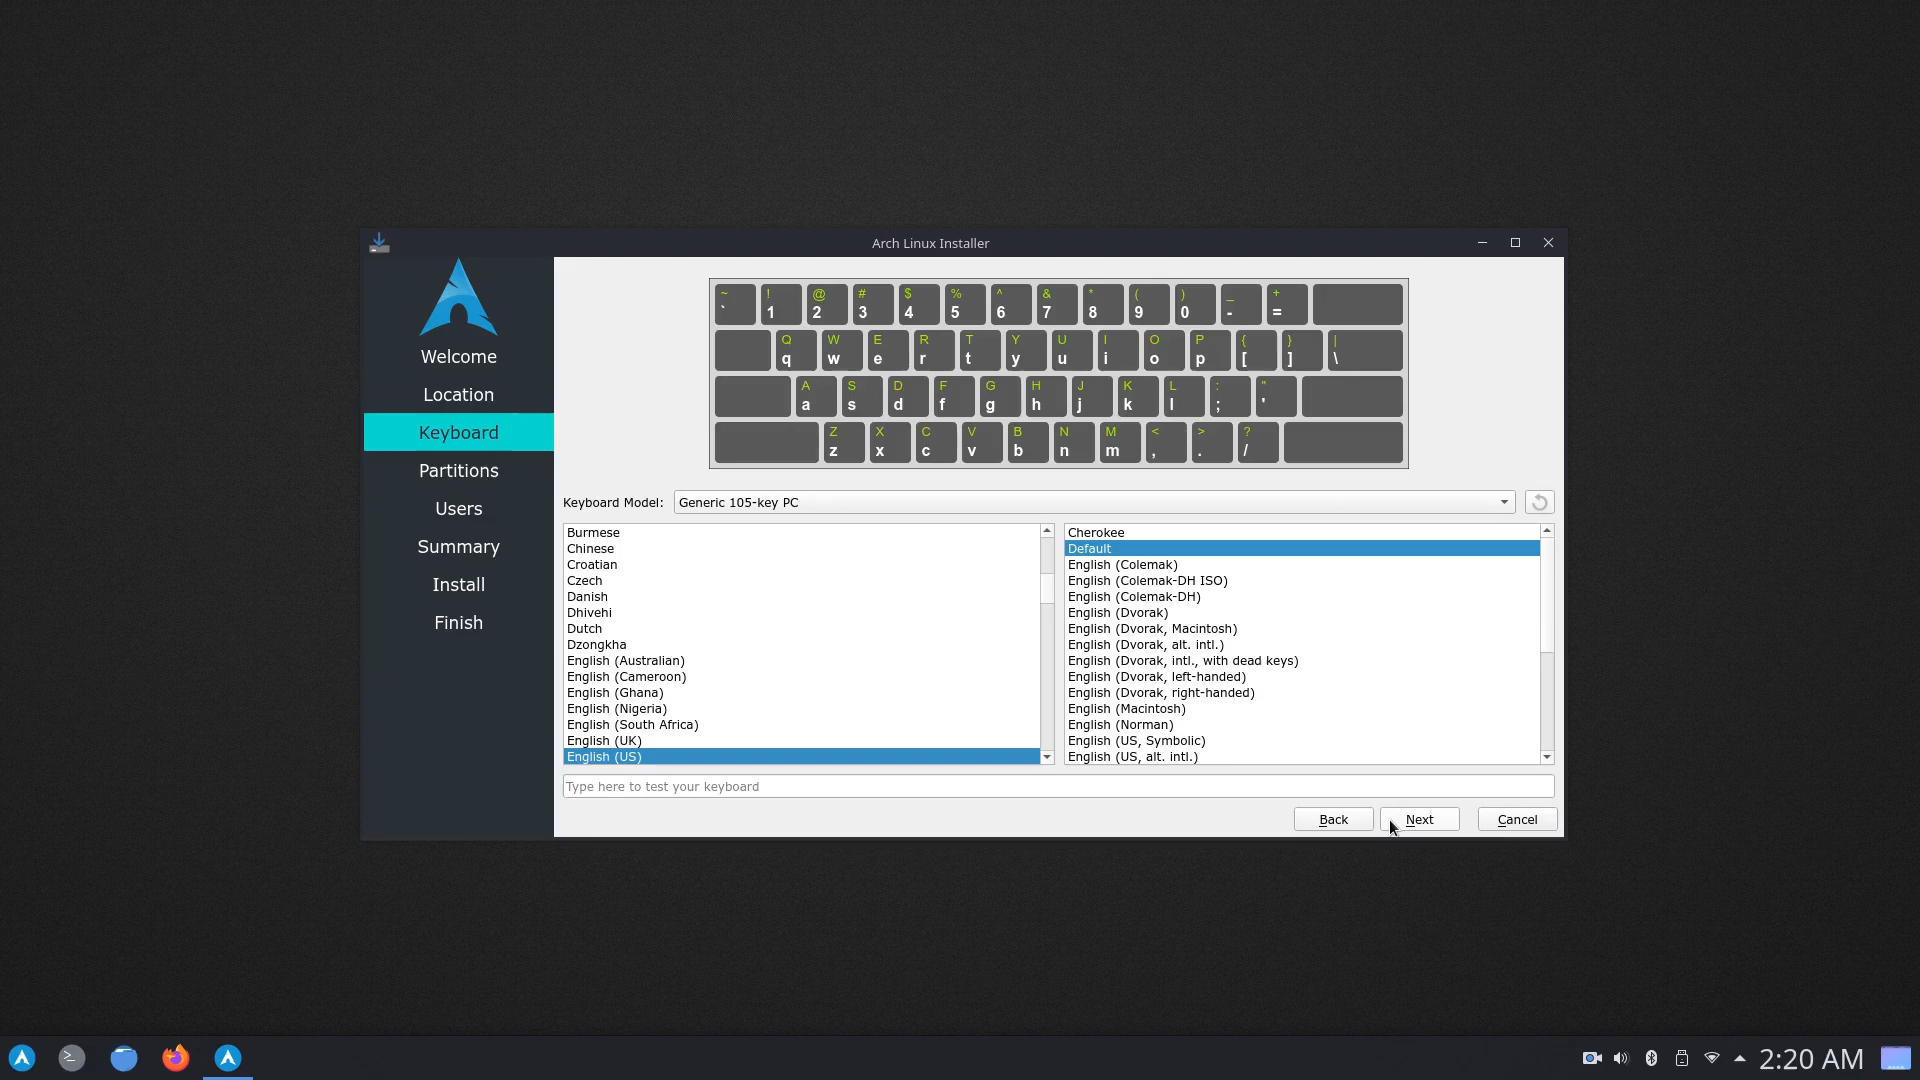 Arch Linux Installer
Welcome
Location
Keyboard
Partitions
Users
Summary
Install
Finish
~ ! @ # $ % ^ & * ( ) _ +
` 1 2 3 4 5 6 7 8 9 0 - =
Q W E R T Y U I O P { } |
q w e r t y u i o p [ ] \
A S D F G H J K L : "
a s d f g h j k l ; '
Z X C V B N M < > ?
z x c v b n m , . /
Keyboard Model: Generic 105-key PC
Burmese
Chinese
Croatian
Czech
Danish
Dhivehi
Dutch
Dzongkha
English (Australian)
English (Cameroon)
English (Ghana)
English (Nigeria)
English (South Africa)
English (UK)
English (US)
Cherokee
Default
English (Colemak)
English (Colemak-DH ISO)
English (Colemak-DH)
English (Dvorak)
English (Dvorak, Macintosh)
English (Dvorak, alt. intl.)
English (Dvorak, intl., with dead keys)
English (Dvorak, left-handed)
English (Dvorak, right-handed)
English (Macintosh)
English (Norman)
English (US, Symbolic)
English (US, alt. intl.)
Type here to test your keyboard
Back
Next
Cancel
2:20 AM